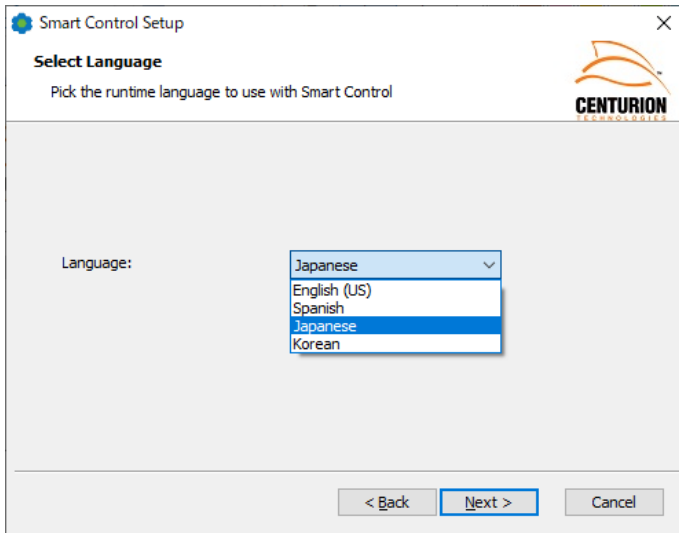 Smart Control Setup
Select Language
Pick the runtime language to use with Smart Control
CENTURION
TECHNOLOGIES
Language:
Japanese
English (US)
Spanish
Japanese
Korean
< Back
Next >
Cancel